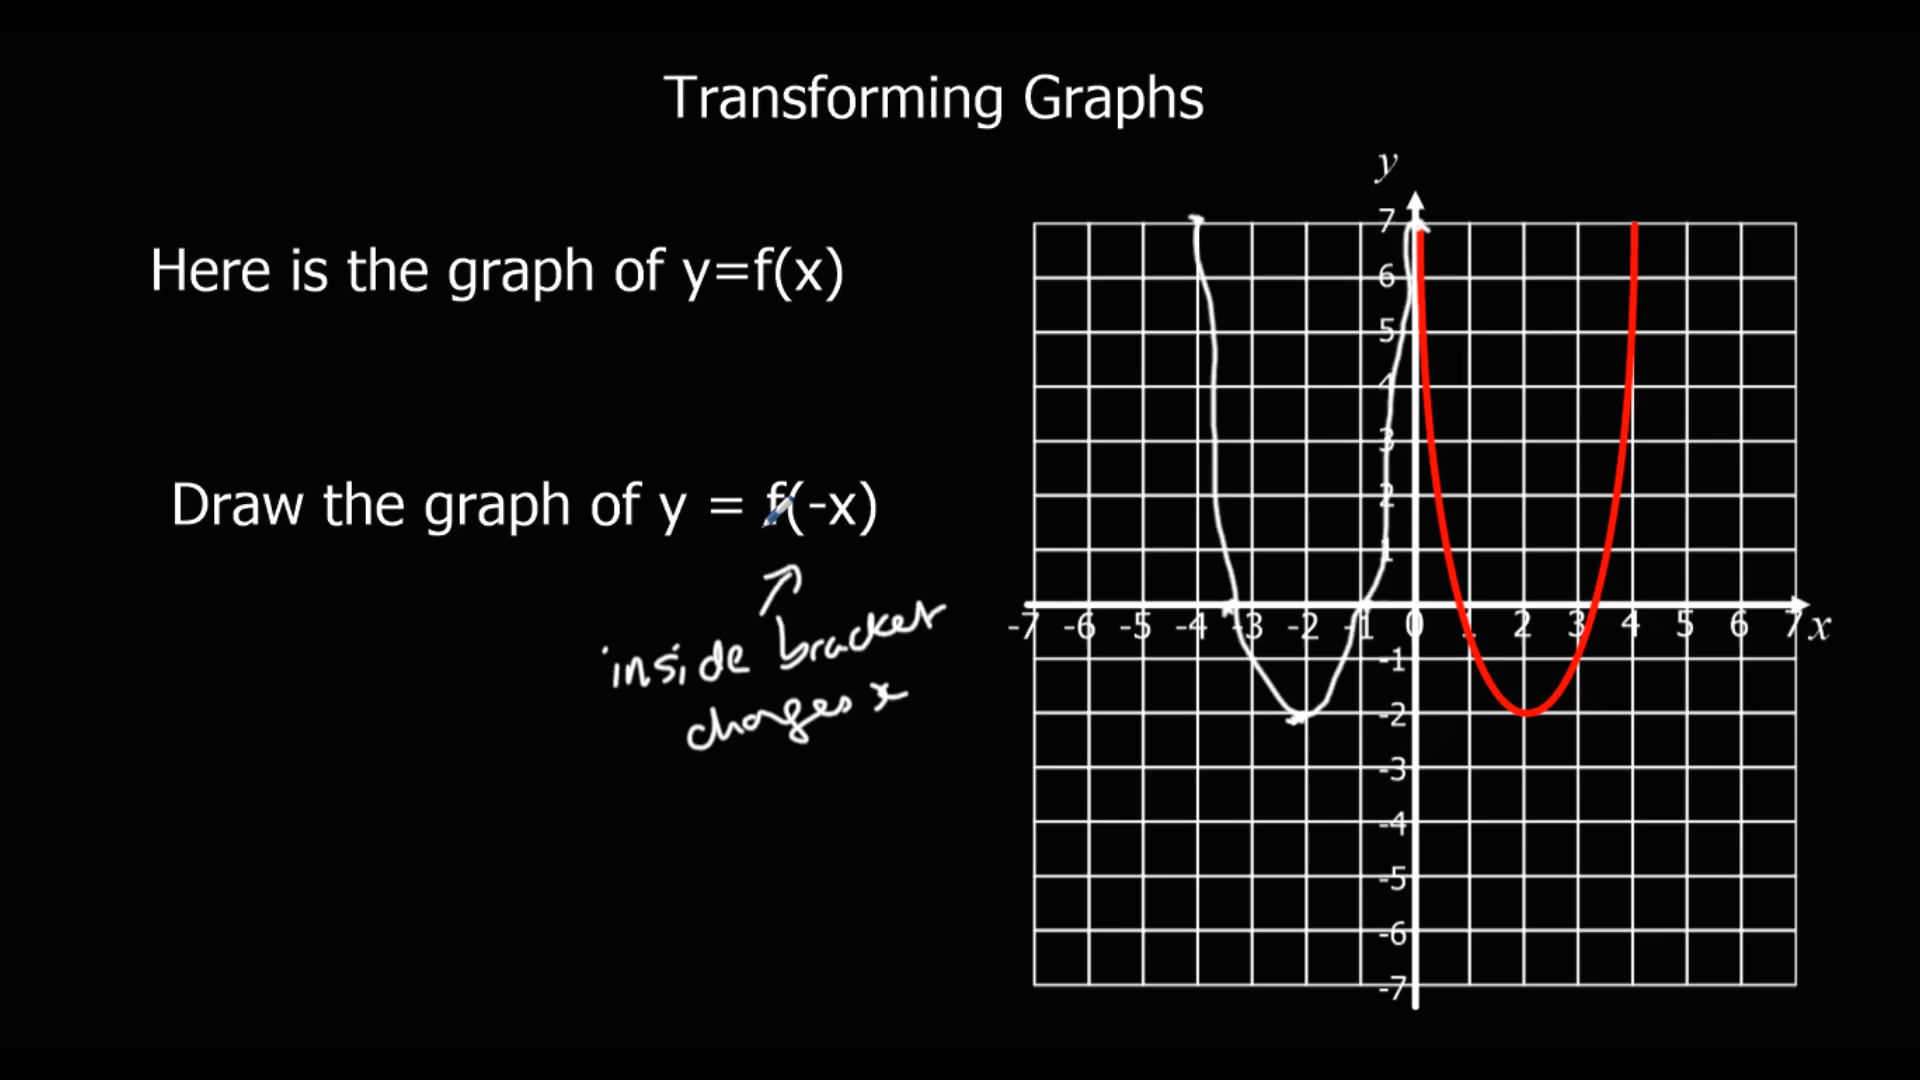 Transforming Graphs
Here is the graph of y=f(x)
Draw the graph of y = f(-x)
inside bracket
changes x
y
7
6
5
4
3
2
1
-7 -6 -5 -4 -3 -2 -1 0 1 2 3 4 5 6 7 x
-1
-2
-3
-4
-5
-6
-7